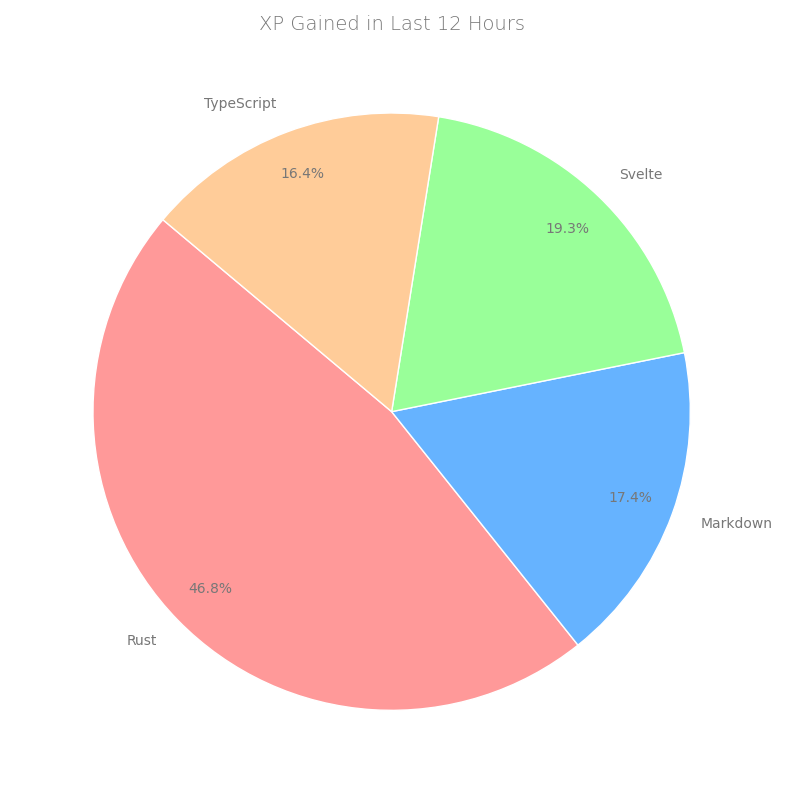 XP Gained in Last 12 Hours
TypeScript
16.4%
Svelte
19.3%
17.4%
Markdown
46.8%
Rust